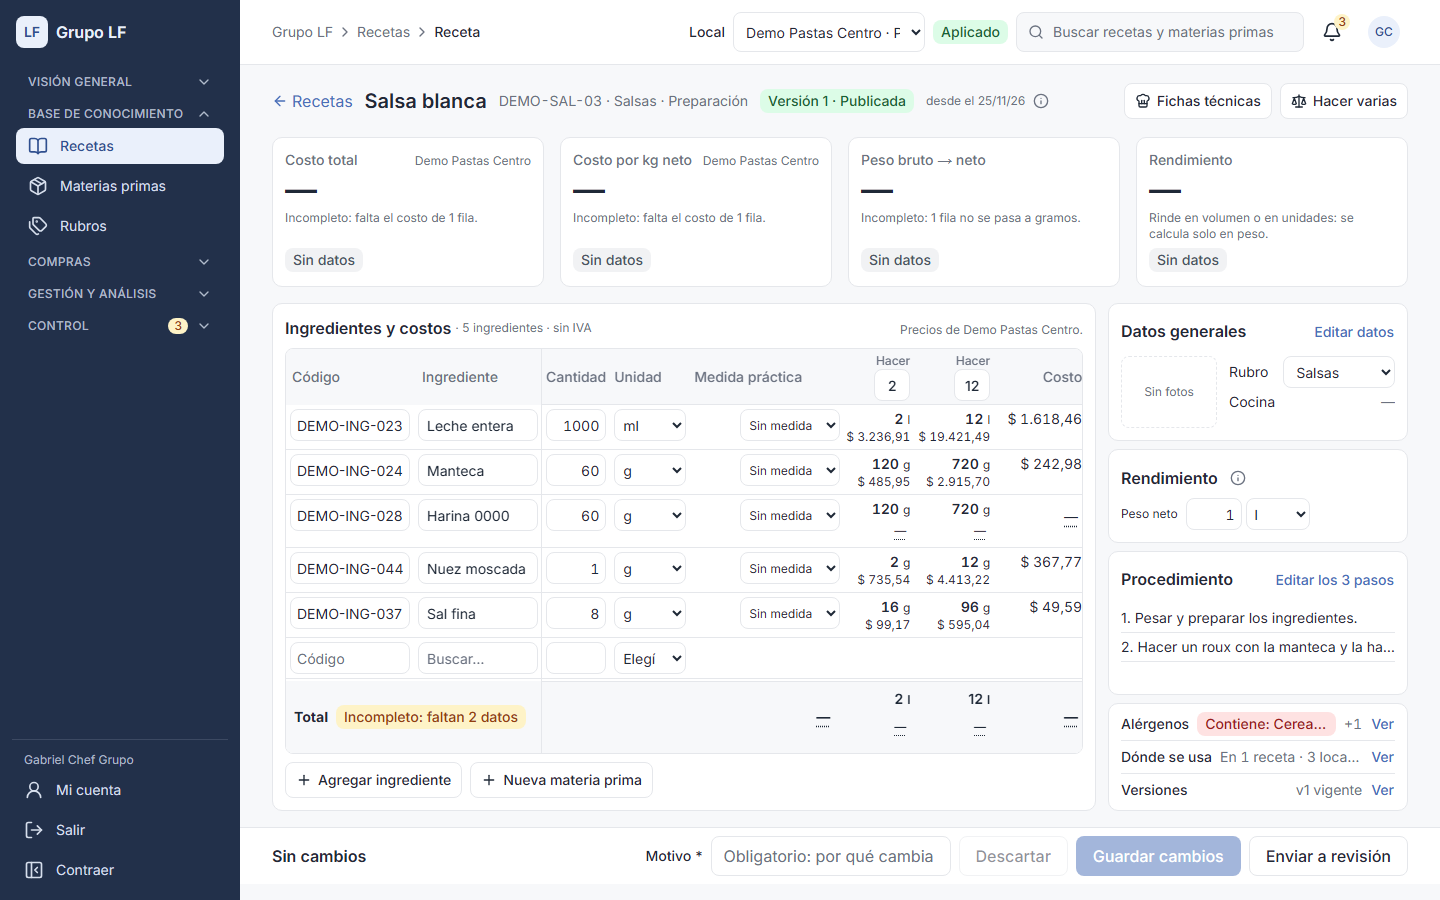 LF Grupo LF
VISIÓN GENERAL
BASE DE CONOCIMIENTO
Recetas
Materias primas
Rubros
COMPRAS
GESTIÓN Y ANÁLISIS
CONTROL 3
Gabriel Chef Grupo
Mi cuenta
Salir
Contraer
Grupo LF > Recetas > Receta
Local Demo Pastas Centro · P Aplicado Buscar recetas y materias primas 3 GC
← Recetas Salsa blanca DEMO-SAL-03 · Salsas · Preparación Versión 1 · Publicada desde el 25/11/26 Fichas técnicas Hacer varias
Costo total Demo Pastas Centro
—
Incompleto: falta el costo de 1 fila.
Sin datos
Costo por kg neto Demo Pastas Centro
—
Incompleto: falta el costo de 1 fila.
Sin datos
Peso bruto → neto
—
Incompleto: 1 fila no se pasa a gramos.
Sin datos
Rendimiento
—
Rinde en volumen o en unidades: se
calcula solo en peso.
Sin datos
Ingredientes y costos · 5 ingredientes · sin IVA Precios de Demo Pastas Centro.
Código Ingrediente Cantidad Unidad Medida práctica Hacer 2 Hacer 12 Costo
DEMO-ING-023 Leche entera 1000 ml Sin medida 2 l 12 l $ 1.618,46
$ 3.236,91 $ 19.421,49
DEMO-ING-024 Manteca 60 g Sin medida 120 g 720 g $ 242,98
$ 485,95 $ 2.915,70
DEMO-ING-028 Harina 0000 60 g Sin medida 120 g 720 g —
— —
DEMO-ING-044 Nuez moscada 1 g Sin medida 2 g 12 g $ 367,77
$ 735,54 $ 4.413,22
DEMO-ING-037 Sal fina 8 g Sin medida 16 g 96 g $ 49,59
$ 99,17 $ 595,04
Código Buscar... Elegí
Total Incompleto: faltan 2 datos — 2 l 12 l —
— —
+ Agregar ingrediente + Nueva materia prima
Datos generales Editar datos
Sin fotos
Rubro Salsas
Cocina —
Rendimiento
Peso neto 1 l
Procedimiento Editar los 3 pasos
1. Pesar y preparar los ingredientes.
2. Hacer un roux con la manteca y la ha...
Alérgenos Contiene: Cerea... +1 Ver
Dónde se usa En 1 receta · 3 loca... Ver
Versiones v1 vigente Ver
Sin cambios Motivo * Obligatorio: por qué cambia Descartar Guardar cambios Enviar a revisión